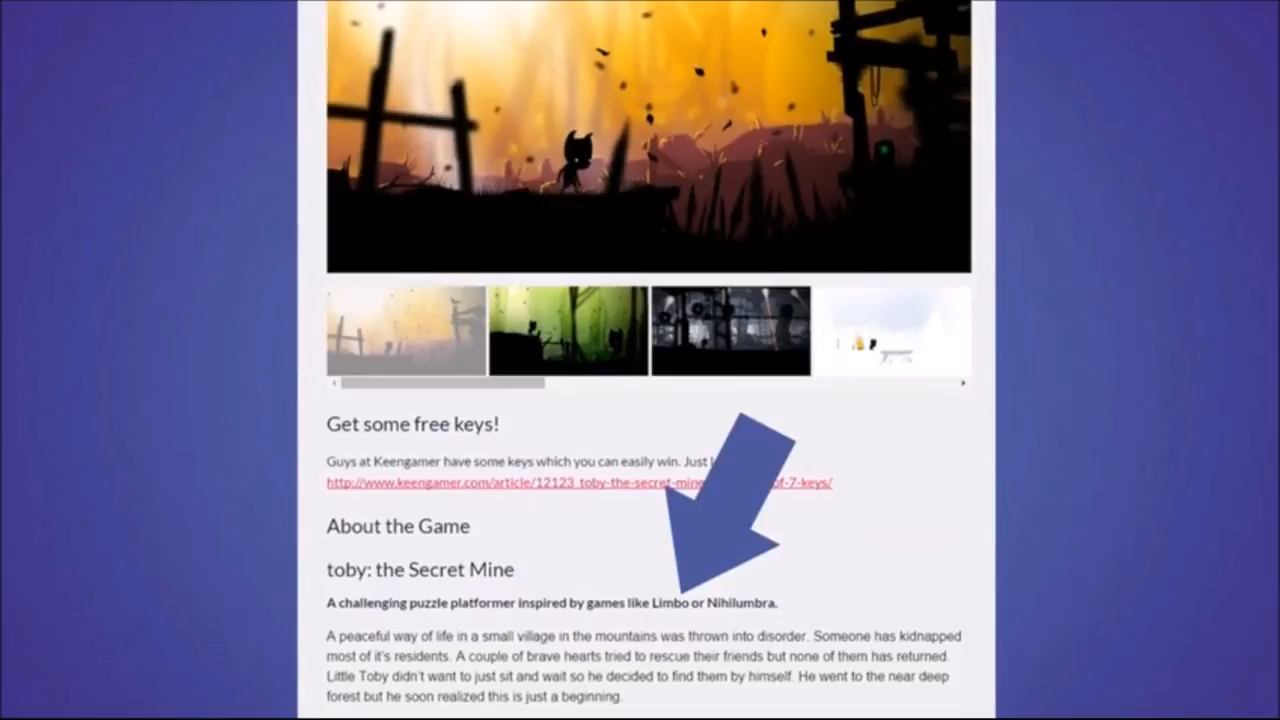 Get some free keys!
Guys at Keengamer have some keys which you can easily win. Just
http://www.keengamer.com/article/12123_toby-the-secret-mine of-7-keys/
About the Game
toby: the Secret Mine
A challenging puzzle platformer inspired by games like Limbo or Nihilumbra.
A peaceful way of life in a small village in the mountains was thrown into disorder. Someone has kidnapped
most of it's residents. A couple of brave hearts tried to rescue their friends but none of them has returned.
Little Toby didn't want to just sit and wait so he decided to find them by himself. He went to the near deep
forest but he soon realized this is just a beginning.